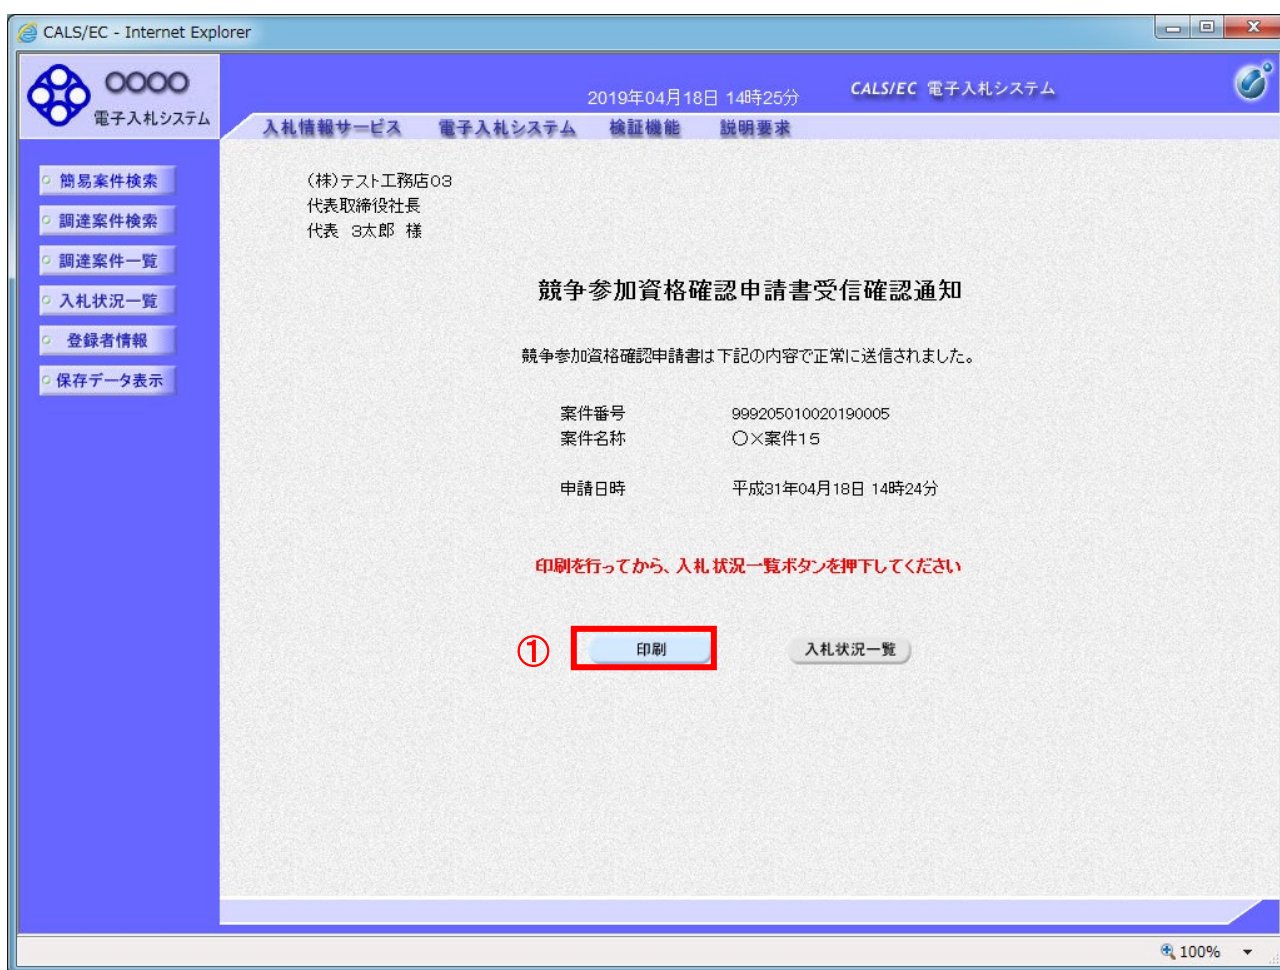 CALS/EC - Internet Explorer
OOOO
電子入札システム
2019年04月18日 14時25分
CALS/EC 電子入札システム
入札情報サービス 電子入札システム 検証機能 説明要求
簡易案件検索
調達案件検索
調達案件一覧
入札状況一覧
登録者情報
保存データ表示
(株)テスト工務店03
代表取締役社長
代表 3太郎 様
競争参加資格確認申請書受信確認通知
競争参加資格確認申請書は下記の内容で正常に送信されました。
案件番号 999205010020190005
案件名称 〇×案件15
申請日時 平成31年04月18日 14時24分
印刷を行ってから、入札状況一覧ボタンを押下してください
① 印刷 入札状況一覧
100%